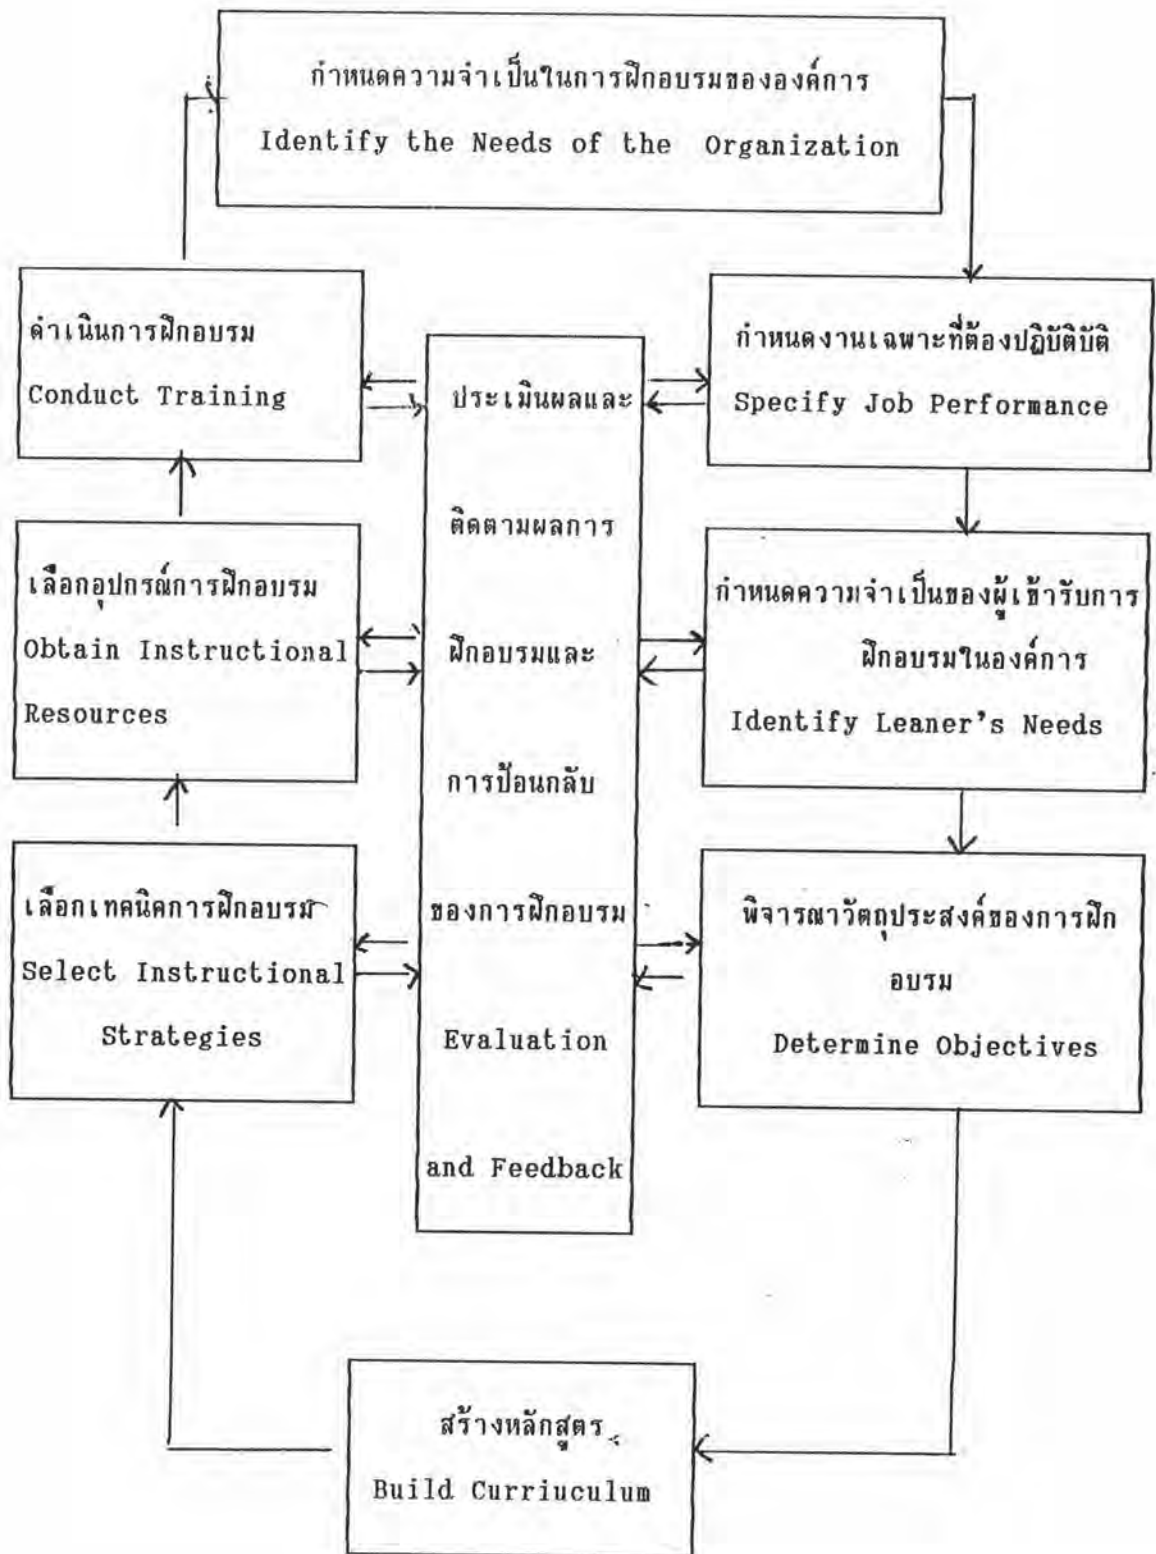 กำหนดความจำเป็นในการฝึกอบรมขององค์การ
Identify the Needs of the Organization
กำหนดงานเฉพาะที่ต้องปฏิบัติบัติ
Specify Job Performance
กำหนดความจำเป็นของผู้เข้ารับการ
ฝึกอบรมในองค์การ
Identify Leaner's Needs
พิจารณาวัตถุประสงค์ของการฝึก
อบรม
Determine Objectives
สร้างหลักสูตร
Build Curriuculum
เลือกเทคนิคการฝึกอบรม
Select Instructional
Strategies
เลือกอุปกรณ์การฝึกอบรม
Obtain Instructional
Resources
ดำเนินการฝึกอบรม
Conduct Training
ประเมินผลและ
ติดตามผลการ
ฝึกอบรมและ
การป้อนกลับ
ของการฝึกอบรม
Evaluation
and Feedback